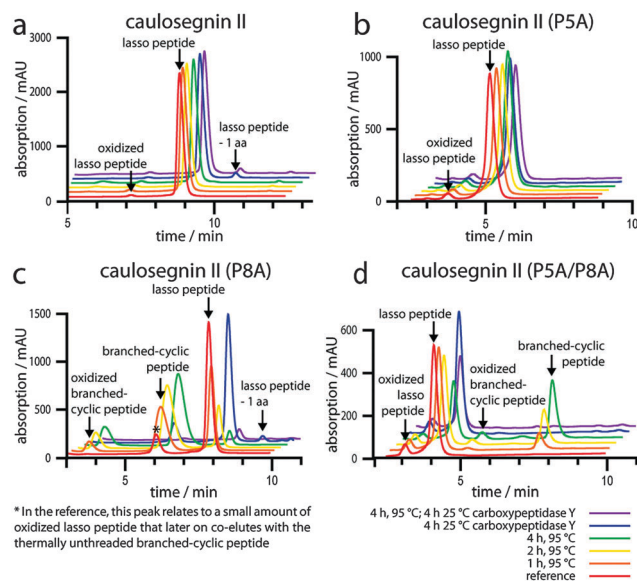 a
caulosegnin II
absorption / mAU
3000
2000
1000
0
5
10
time / min
lasso peptide
oxidized
lasso peptide
lasso peptide
- 1 aa
b
caulosegnin II (P5A)
absorption / mAU
1000
500
0
5
10
time / min
lasso peptide
oxidized
lasso peptide
c
caulosegnin II (P8A)
absorption / mAU
1500
1000
500
0
5
10
time / min
lasso peptide
branched-cyclic
peptide
oxidized
branched-
cyclic peptide
*
lasso peptide
- 1 aa
d
caulosegnin II (P5A/P8A)
absorption / mAU
600
400
200
0
5
10
time / min
lasso peptide
oxidized
lasso
peptide
oxidized
branched-
cyclic
peptide
branched-cyclic
peptide
* In the reference, this peak relates to a small amount of
oxidized lasso peptide that later on co-elutes with the
thermally unthreaded branched-cyclic peptide
4 h, 95 °C; 4 h 25 °C carboxypeptidase Y
4 h 25 °C carboxypeptidase Y
4 h, 95 °C
2 h, 95 °C
1 h, 95 °C
reference